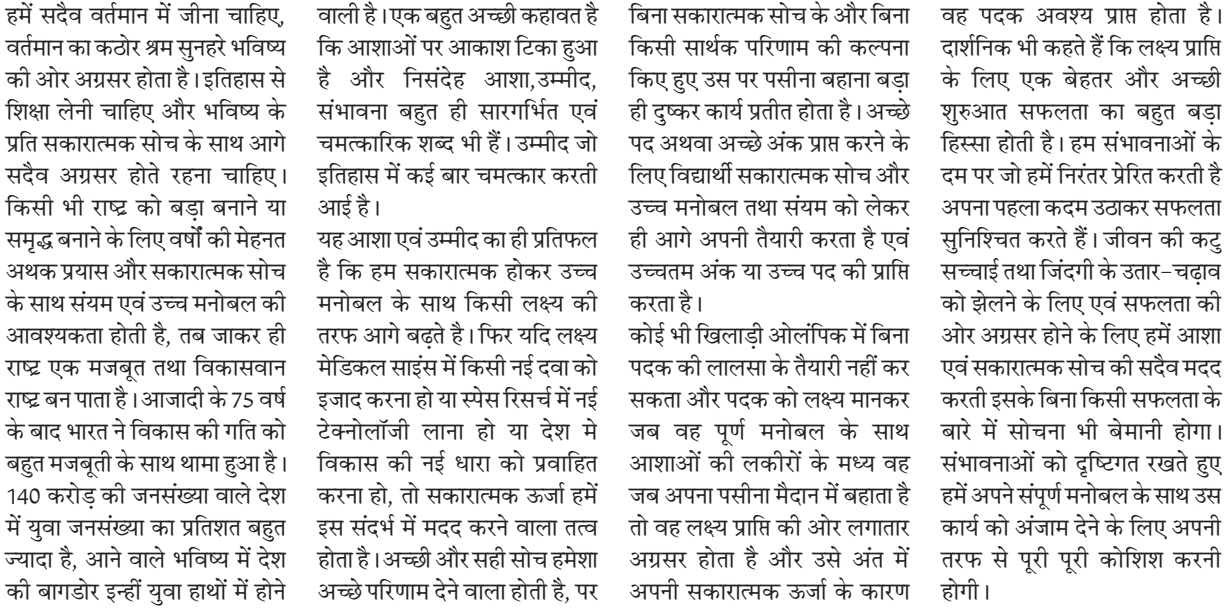 हमें सदैव वर्तमान में जीना चाहिए,
वर्तमान का कठोर श्रम सुनहरे भविष्य
की ओर अग्रसर होता है। इतिहास से
शिक्षा लेनी चाहिए और भविष्य के
प्रति सकारात्मक सोच के साथ आगे
सदैव अग्रसर होते रहना चाहिए।
किसी भी राष्ट्र को बड़ा बनाने या
समृद्ध बनाने के लिए वर्षों की मेहनत
अथक प्रयास और सकारात्मक सोच
के साथ संयम एवं उच्च मनोबल की
आवश्यकता होती है, तब जाकर ही
राष्ट्र एक मजबूत तथा विकासवान
राष्ट्र बन पाता है। आजादी के 75 वर्ष
के बाद भारत ने विकास की गति को
बहुत मजबूती के साथ थामा हुआ है।
140 करोड़ की जनसंख्या वाले देश
में युवा जनसंख्या का प्रतिशत बहुत
ज्यादा है, आने वाले भविष्य में देश
की बागडोर इन्हीं युवा हाथों में होने
वाली है। एक बहुत अच्छी कहावत है
कि आशाओं पर आकाश टिका हुआ
है और निसंदेह आशा,उम्मीद,
संभावना बहुत ही सारगर्भित एवं
चमत्कारिक शब्द भी हैं। उम्मीद जो
इतिहास में कई बार चमत्कार करती
आई है।
यह आशा एवं उम्मीद का ही प्रतिफल
है कि हम सकारात्मक होकर उच्च
मनोबल के साथ किसी लक्ष्य की
तरफ आगे बढ़ते है। फिर यदि लक्ष्य
मेडिकल साइंस में किसी नई दवा को
इजाद करना हो या स्पेस रिसर्च में नई
टेक्नोलॉजी लाना हो या देश मे
विकास की नई धारा को प्रवाहित
करना हो, तो सकारात्मक ऊर्जा हमें
इस संदर्भ में मदद करने वाला तत्व
होता है। अच्छी और सही सोच हमेशा
अच्छे परिणाम देने वाला होती है, पर
बिना सकारात्मक सोच के और बिना
किसी सार्थक परिणाम की कल्पना
किए हुए उस पर पसीना बहाना बड़ा
ही दुष्कर कार्य प्रतीत होता है। अच्छे
पद अथवा अच्छे अंक प्राप्त करने के
लिए विद्यार्थी सकारात्मक सोच और
उच्च मनोबल तथा संयम को लेकर
ही आगे अपनी तैयारी करता है एवं
उच्चतम अंक या उच्च पद की प्राप्ति
करता है।
कोई भी खिलाड़ी ओलंपिक में बिना
पदक की लालसा के तैयारी नहीं कर
सकता और पदक को लक्ष्य मानकर
जब वह पूर्ण मनोबल के साथ
आशाओं की लकीरों के मध्य वह
जब अपना पसीना मैदान में बहाता है
तो वह लक्ष्य प्राप्ति की ओर लगातार
अग्रसर होता है और उसे अंत में
अपनी सकारात्मक ऊर्जा के कारण
वह पदक अवश्य प्राप्त होता है।
दार्शनिक भी कहते हैं कि लक्ष्य प्राप्ति
के लिए एक बेहतर और अच्छी
शुरुआत सफलता का बहुत बड़ा
हिस्सा होती है। हम संभावनाओं के
दम पर जो हमें निरंतर प्रेरित करती है
अपना पहला कदम उठाकर सफलता
सुनिश्चित करते हैं। जीवन की कटु
सच्चाई तथा जिंदगी के उतार-चढ़ाव
को झेलने के लिए एवं सफलता की
ओर अग्रसर होने के लिए हमें आशा
एवं सकारात्मक सोच की सदैव मदद
करती इसके बिना किसी सफलता के
बारे में सोचना भी बेमानी होगा।
संभावनाओं को दृष्टिगत रखते हुए
हमें अपने संपूर्ण मनोबल के साथ उस
कार्य को अंजाम देने के लिए अपनी
तरफ से पूरी पूरी कोशिश करनी
होगी।